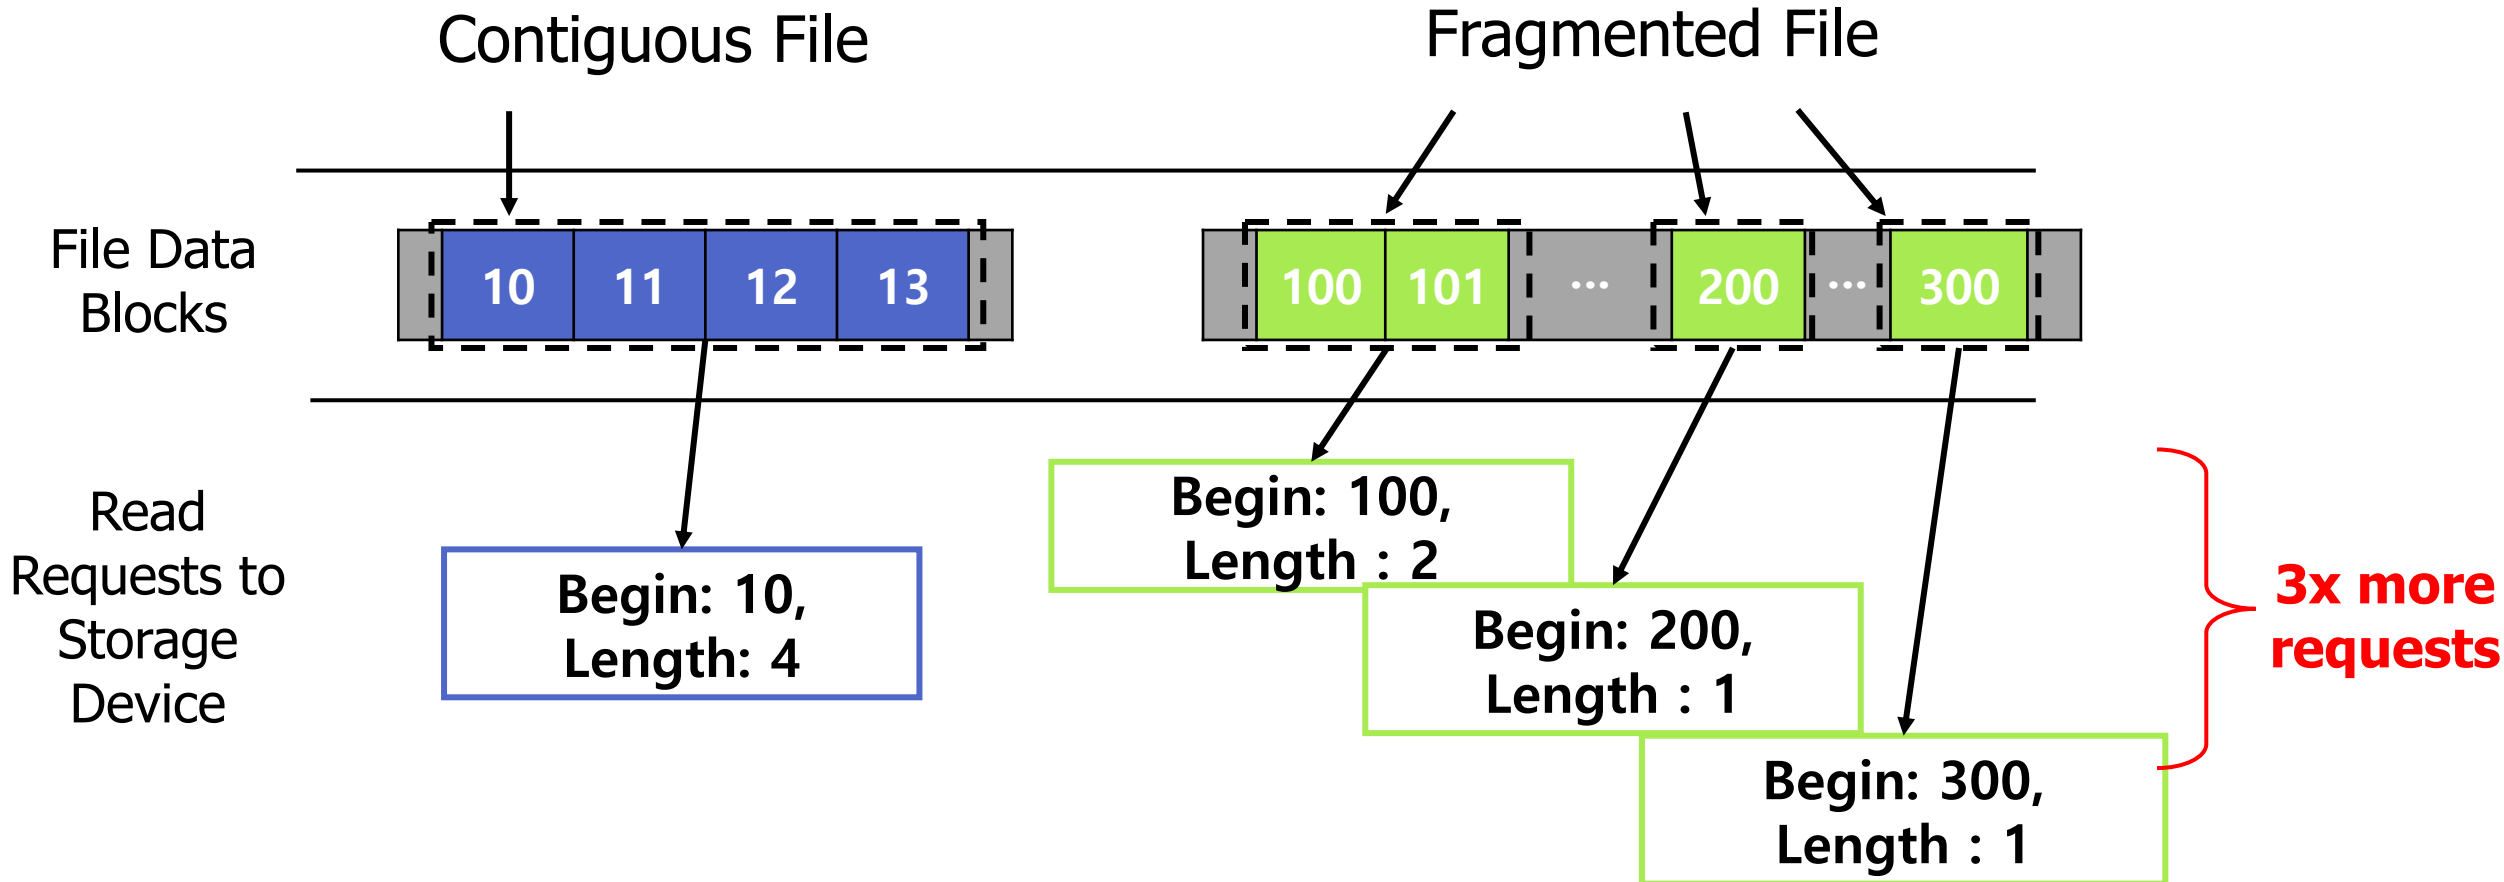 Contiguous File
Fragmented File
File Data
Blocks
10 11 12 13
100 101 ... 200 ... 300
Read
Requests to
Storage
Device
Begin: 10,
Length: 4
Begin: 100,
Length : 2
Begin: 200,
Length : 1
Begin: 300,
Length : 1
3x more
requests